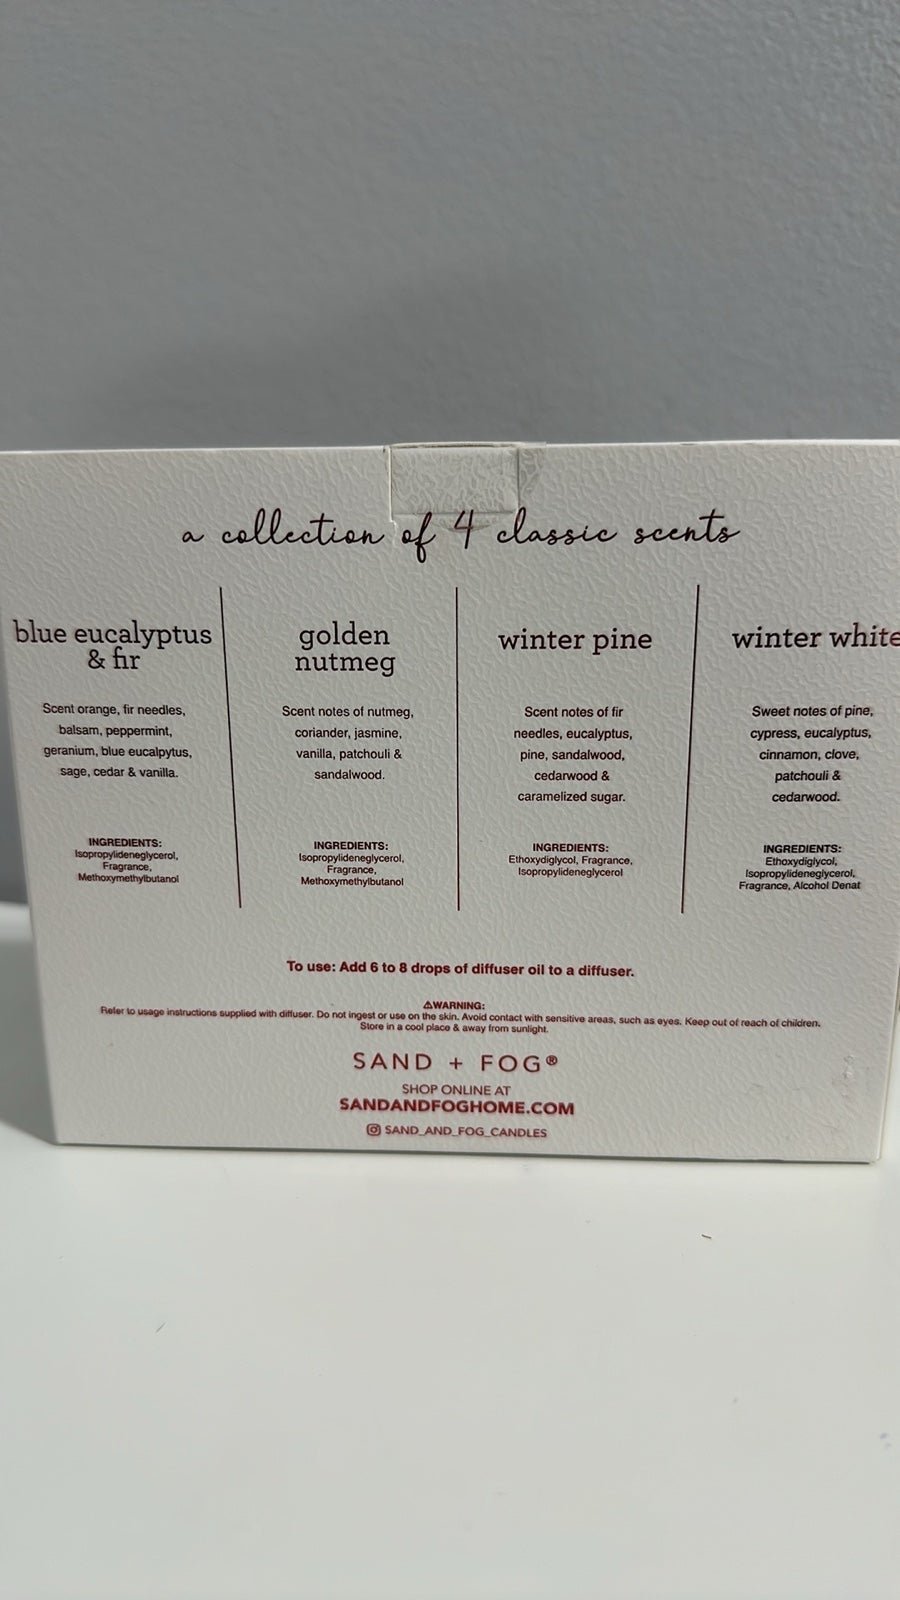 a collection of 4 classic scents
blue eucalyptus
& fir
Scent orange, fir needles,
balsam, peppermint,
geranium, blue eucalpytus,
sage, cedar & vanilla.
INGREDIENTS:
Isopropylideneglycerol,
Fragrance,
Methoxymethylbutanol
golden
nutmeg
Scent notes of nutmeg,
coriander, jasmine,
vanilla, patchouli &
sandalwood.
INGREDIENTS:
Isopropylideneglycerol,
Fragrance,
Methoxymethylbutanol
winter pine
Scent notes of fir
needles, eucalyptus,
pine, sandalwood,
cedarwood &
caramelized sugar.
INGREDIENTS:
Ethoxydiglycol, Fragrance,
Isopropylideneglycerol
winter white
Sweet notes of pine,
cypress, eucalyptus,
cinnamon, clove,
patchouli &
cedarwood.
INGREDIENTS:
Ethoxydiglycol,
Isopropylideneglycerol,
Fragrance, Alcohol Denat
To use: Add 6 to 8 drops of diffuser oil to a diffuser.
⚠WARNING:
Refer to usage instructions supplied with diffuser. Do not ingest or use on the skin. Avoid contact with sensitive areas, such as eyes. Keep out of reach of children.
Store in a cool place & away from sunlight.
SAND + FOG®
SHOP ONLINE AT
SANDANDFOGHOME.COM
SAND_AND_FOG_CANDLES